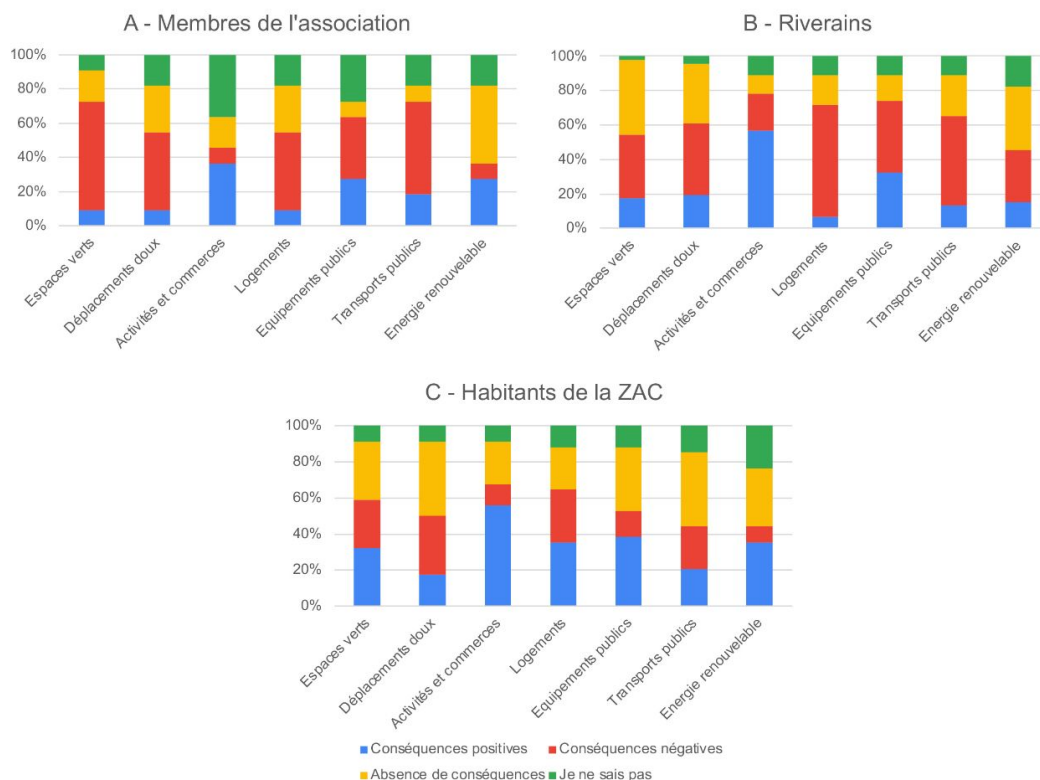 A - Membres de l'association
100%
80%
60%
40%
20%
0%
Espaces verts
Déplacements doux
Activités et commerces
Logements
Equipements publics
Transports publics
Energie renouvelable
B - Riverains
100%
80%
60%
40%
20%
0%
Espaces verts
Déplacements doux
Activités et commerces
Logements
Equipements publics
Transports publics
Energie renouvelable
C - Habitants de la ZAC
100%
80%
60%
40%
20%
0%
Espaces verts
Déplacements doux
Activités et commerces
Logements
Equipements publics
Transports publics
Energie renouvelable
Conséquences positives Conséquences négatives
Absence de conséquences Je ne sais pas